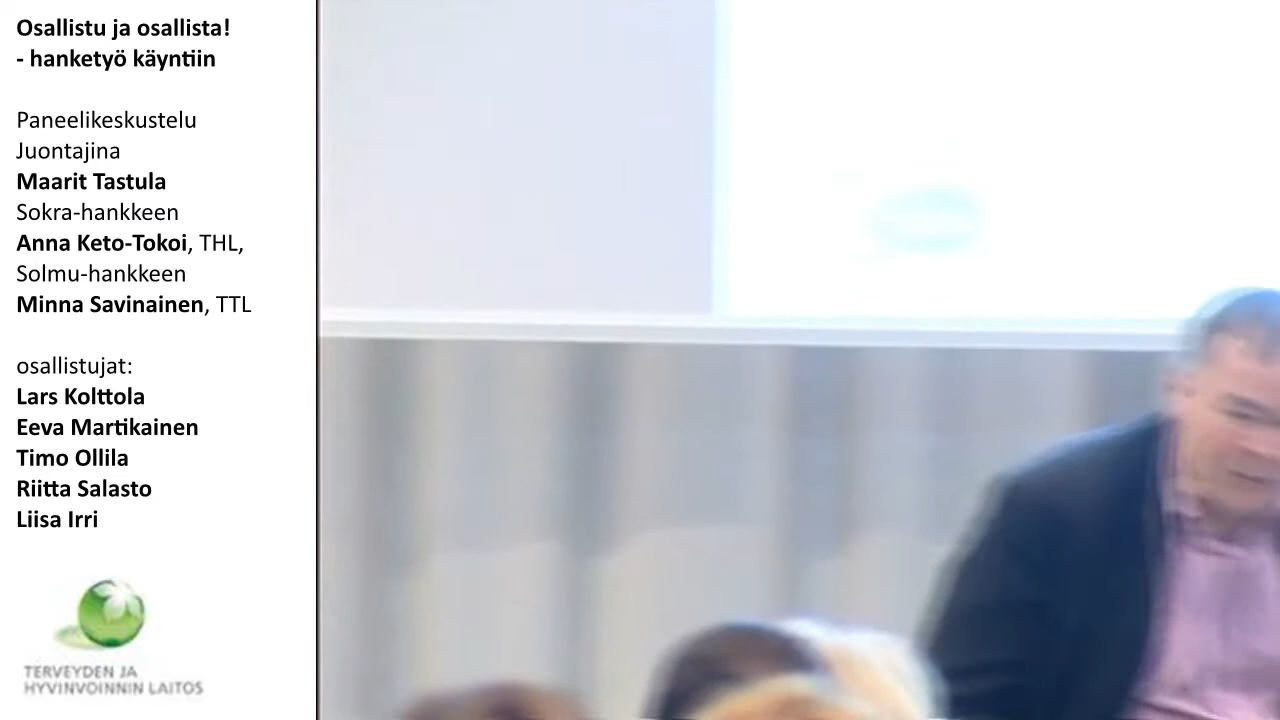 Osallistu ja osallista!
- hanketyö käyntiin
Paneelikeskustelu
Juontajina
Maarit Tastula
Sokra-hankkeen
Anna Keto-Tokoi, THL,
Solmu-hankkeen
Minna Savinainen, TTL
osallistujat:
Lars Kolttola
Eeva Martikainen
Timo Ollila
Riitta Salasto
Liisa Irri
TERVEYDEN JA
HYVINVOINNIN LAITOS